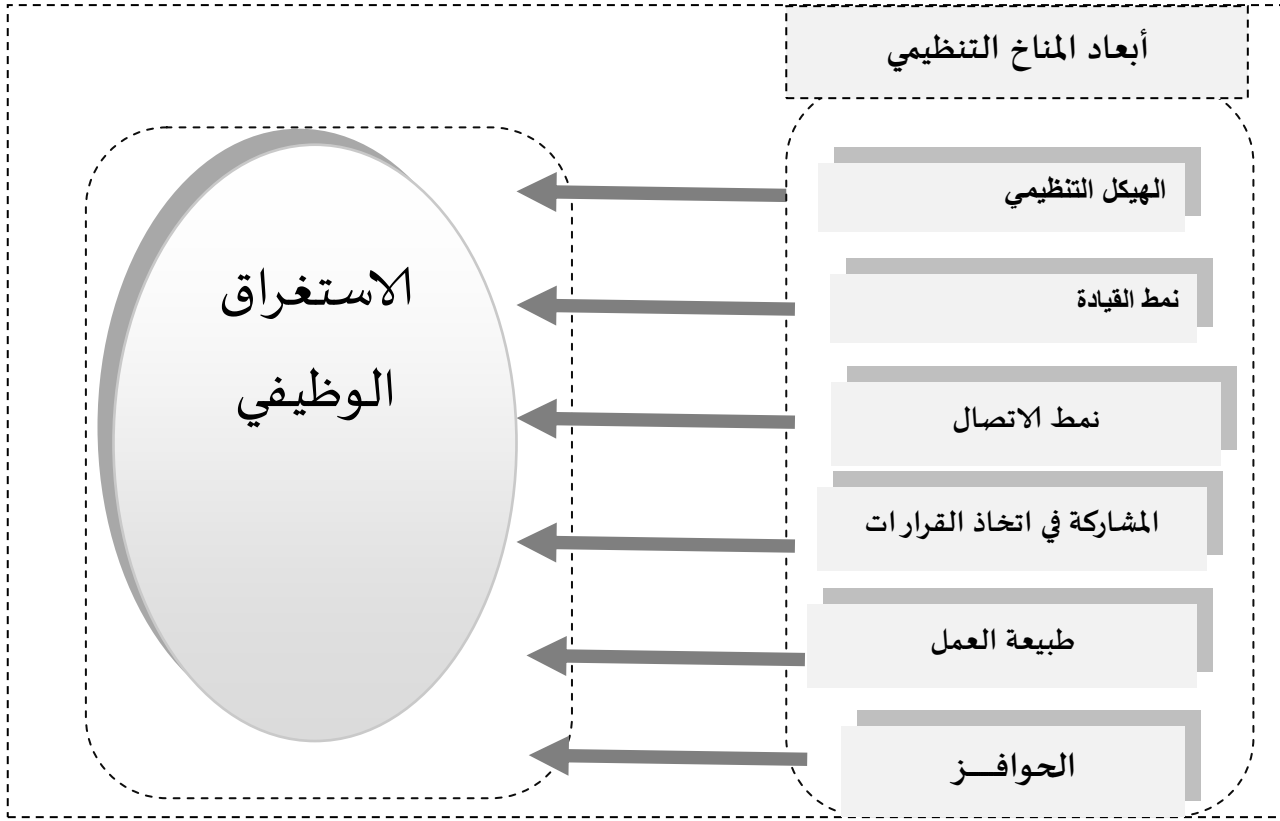 أبعاد المناخ التنظيمي
الهيكل التنظيمي
نمط القيادة
نمط الاتصال
المشاركة في اتخاذ القرارات
طبيعة العمل
الحوافــز
الاستغراق
الوظيفي